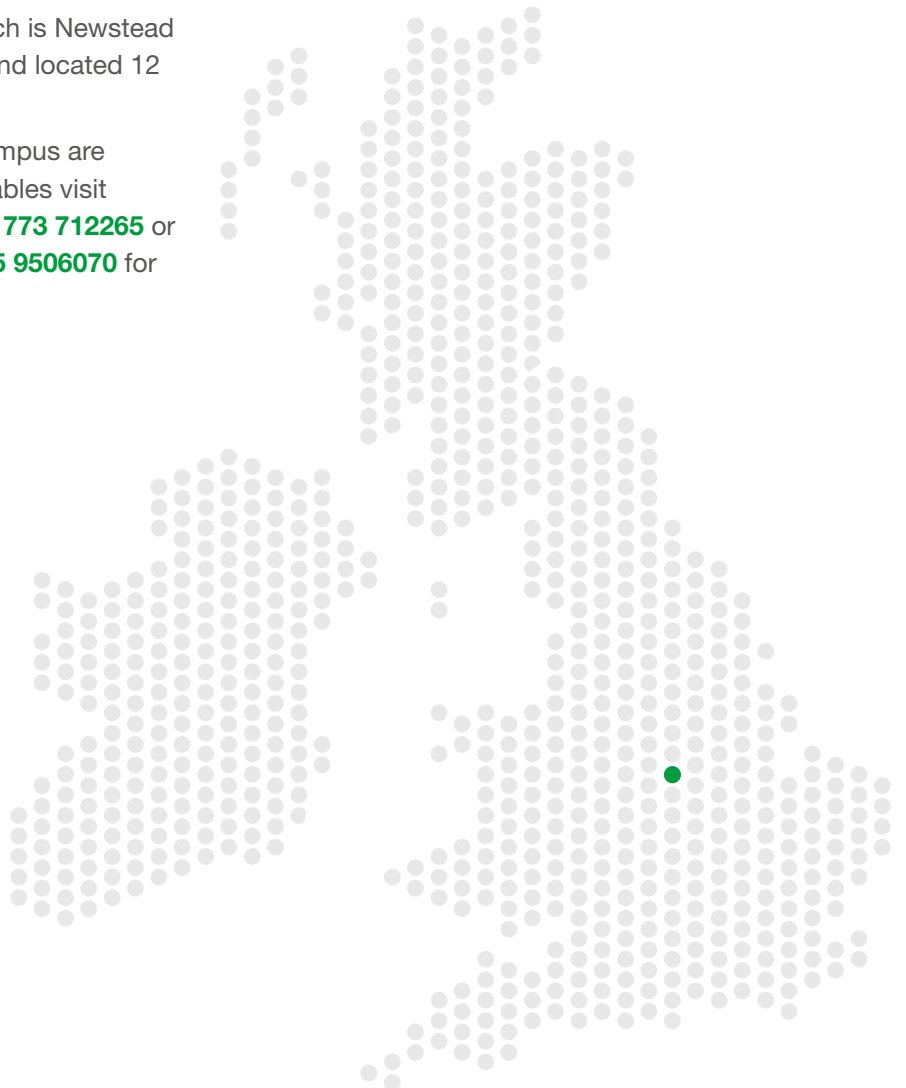 ch is Newstead
nd located 12
mpus are
ables visit
773 712265 or
5 9506070 for